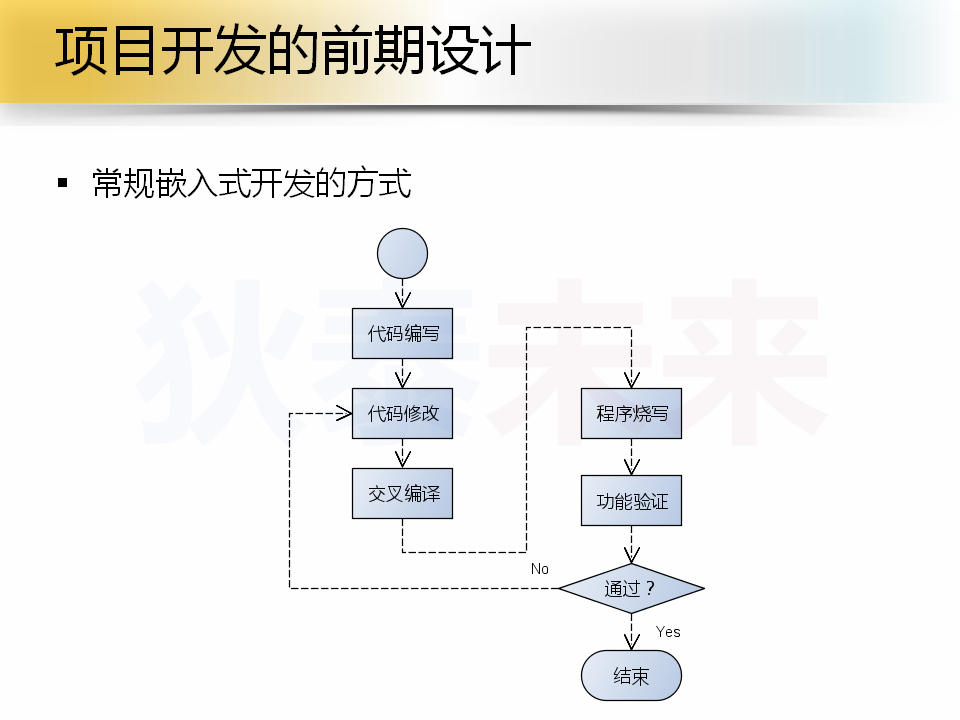 项目开发的前期设计
▪ 常规嵌入式开发的方式
狄泰未来
代码编写
代码修改
交叉编译
程序烧写
功能验证
No
通过？
Yes
结束